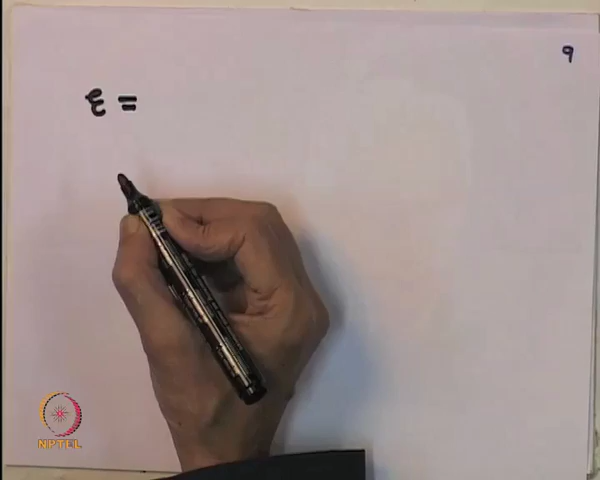 9
ε =
NPTEL